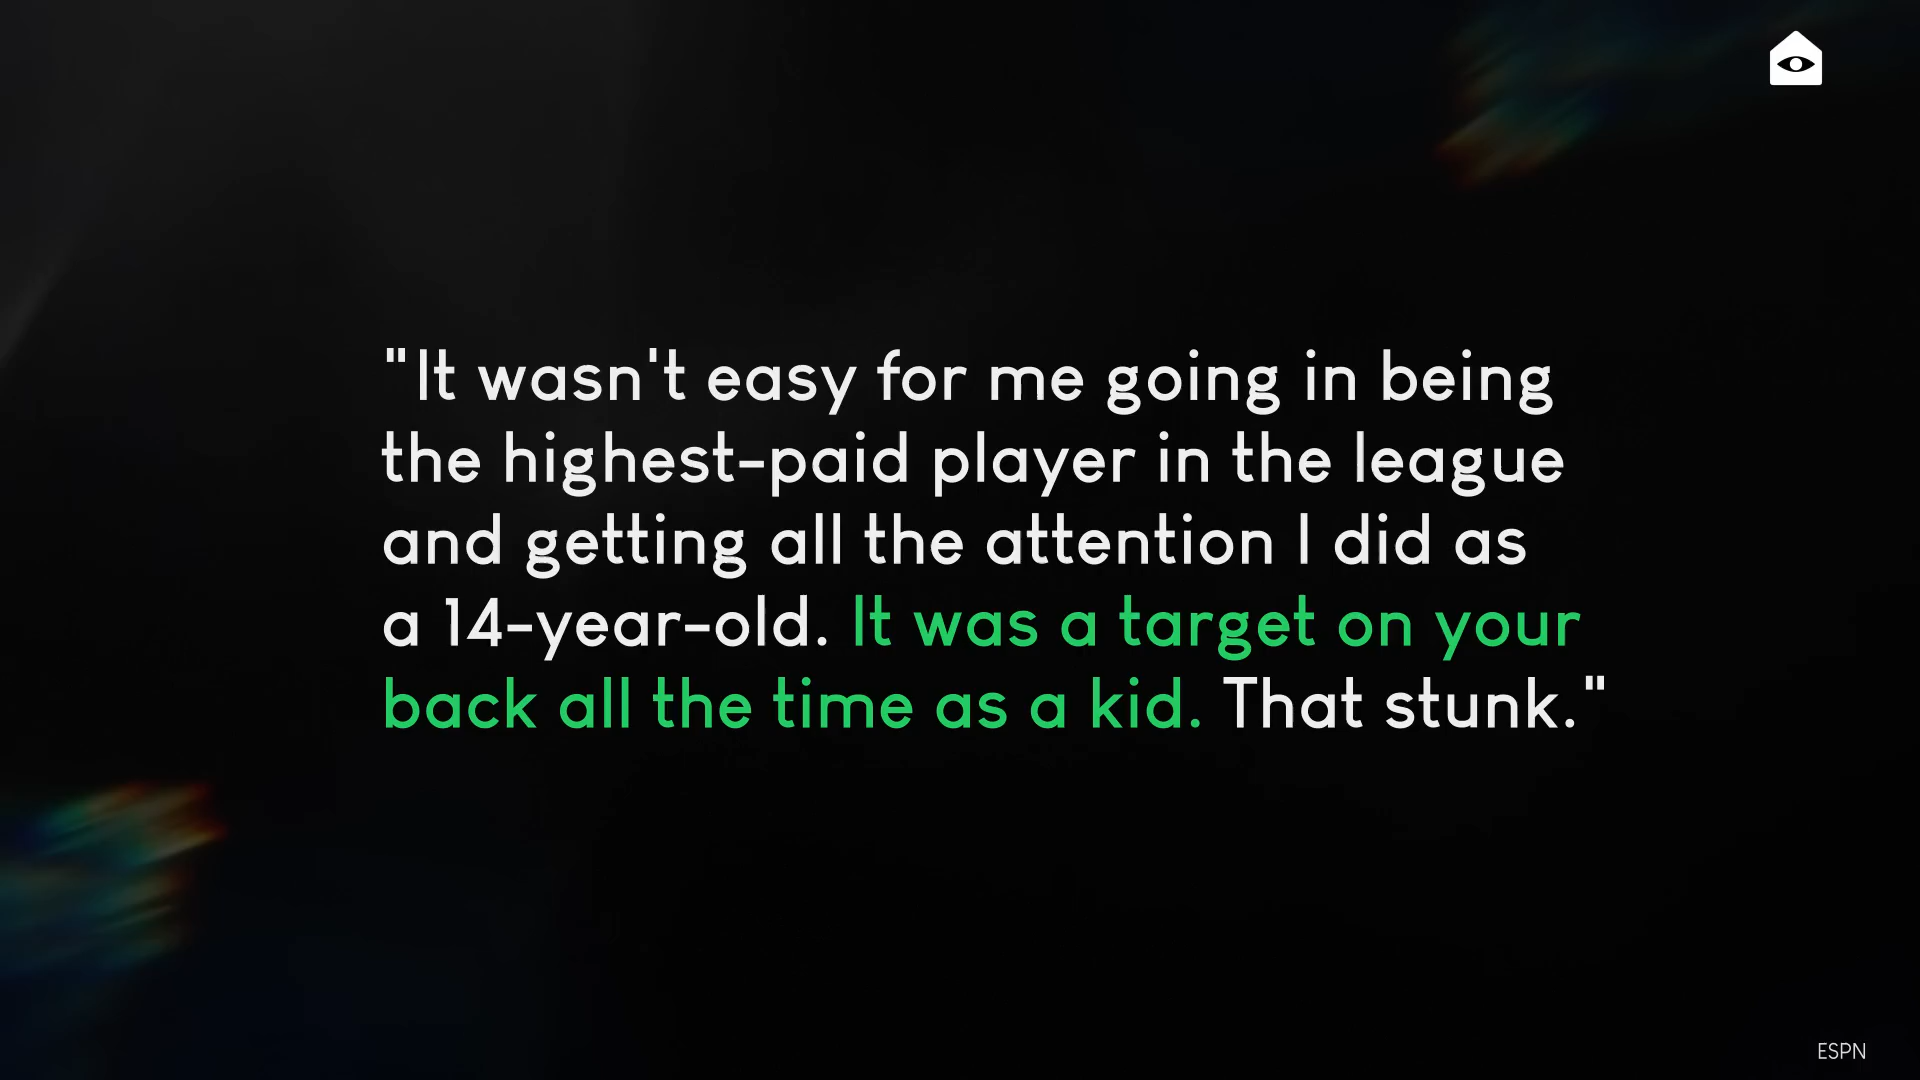 "It wasn't easy for me going in being
the highest-paid player in the league
and getting all the attention I did as
a 14-year-old. It was a target on your
back all the time as a kid. That stunk."
ESPN